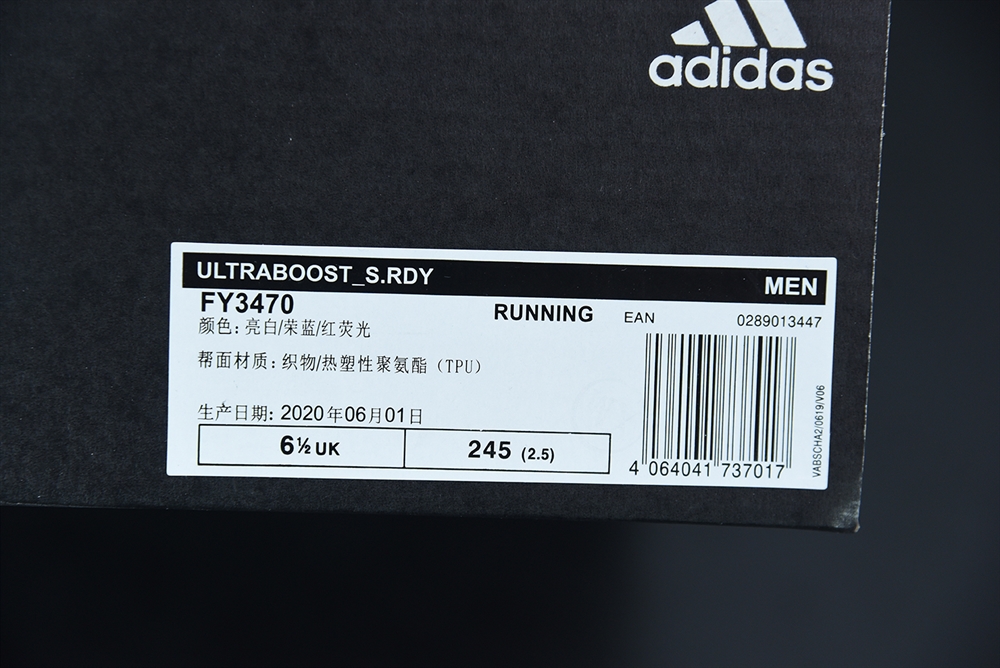 adidas
ULTRABOOST_S.RDY
MEN
FY3470
RUNNING
EAN
0289013447
颜色: 亮白/荣蓝/红荧光
帮面材质: 织物/热塑性聚氨酯（TPU）
生产日期: 2020年06月01日
6½ UK
245 (2.5)
4 064041 737017
VABSCHA2/0619/V06